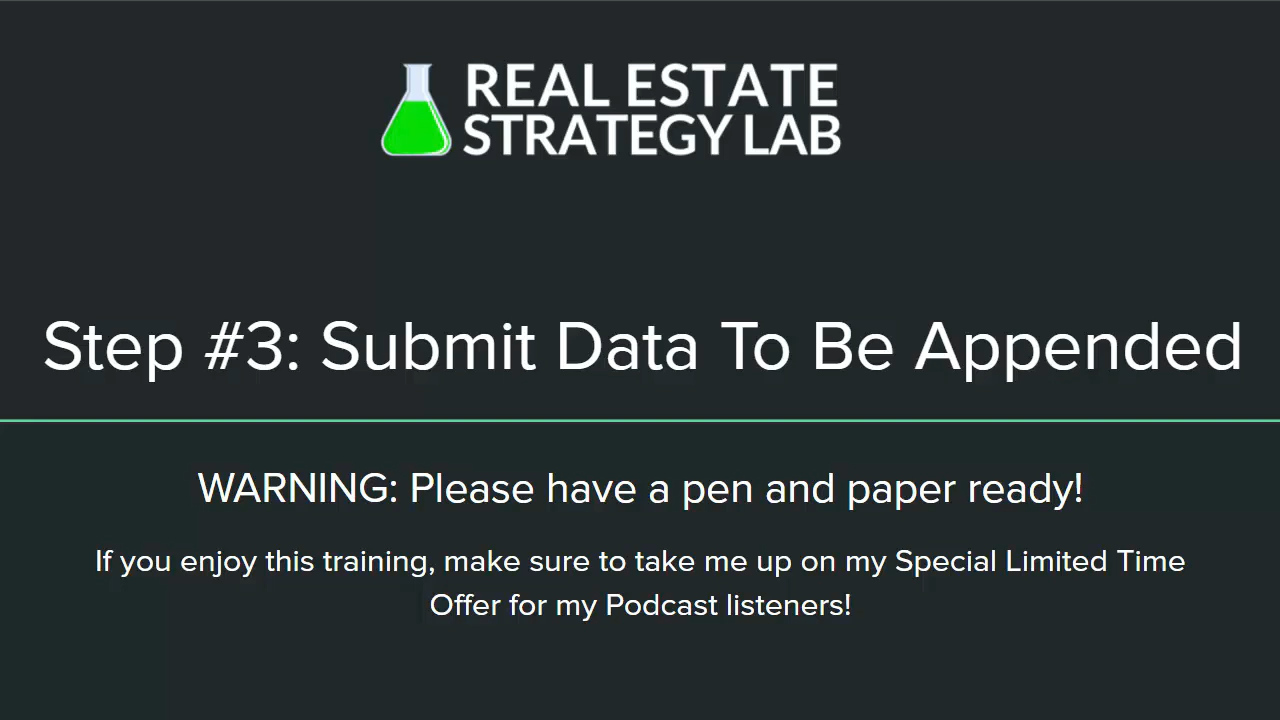 REAL ESTATE
STRATEGY LAB
Step #3: Submit Data To Be Appended
WARNING: Please have a pen and paper ready!
If you enjoy this training, make sure to take me up on my Special Limited Time
Offer for my Podcast listeners!